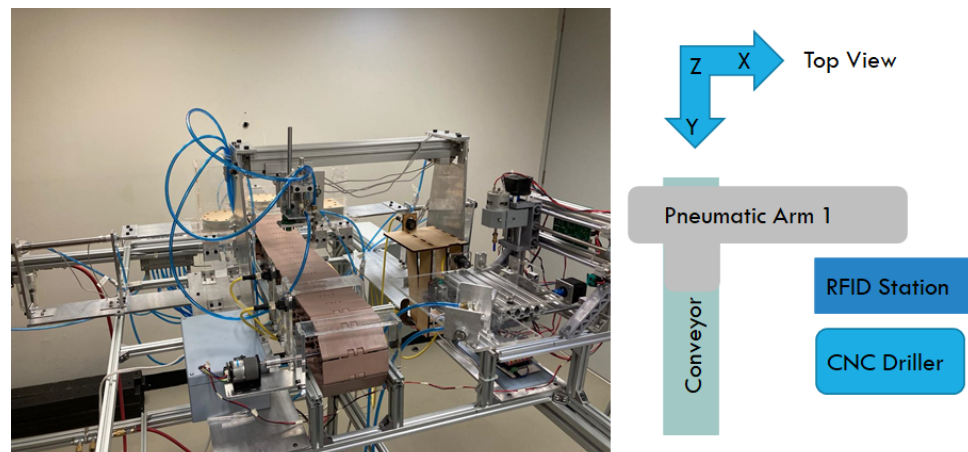 Z
X
Top View
Y
Pneumatic Arm 1
RFID Station
CNC Driller
Conveyor